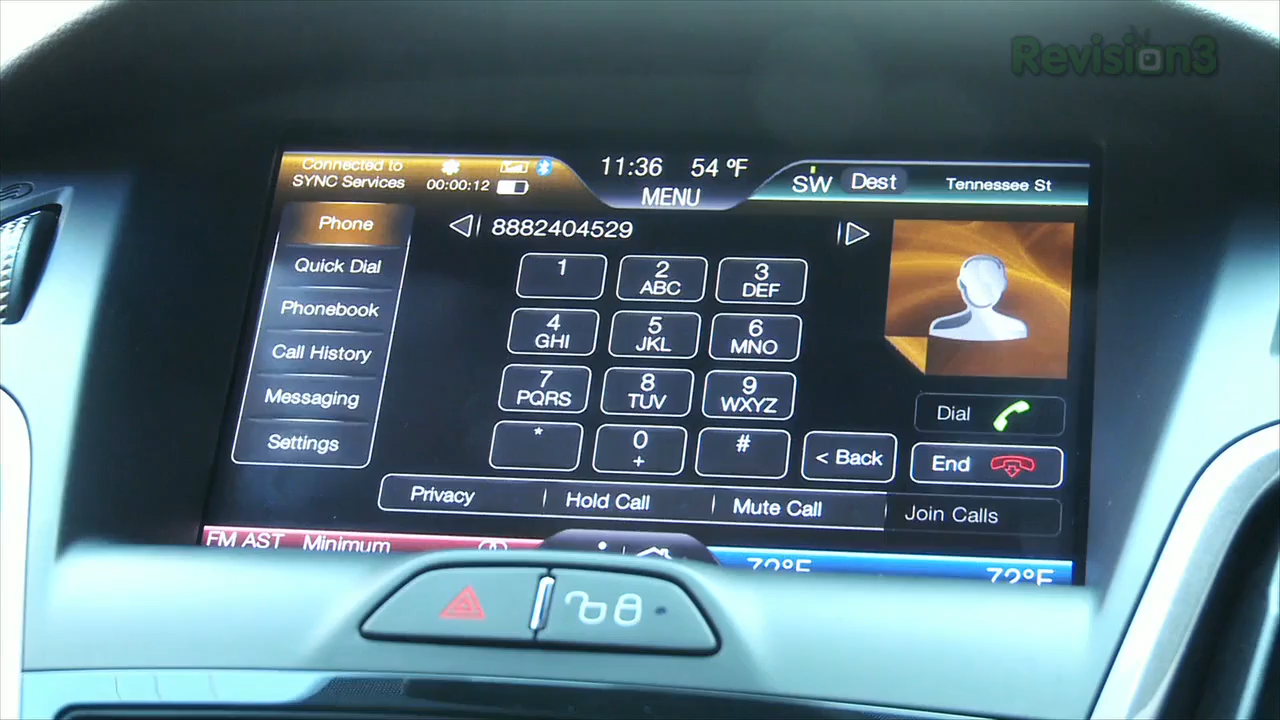 Revision3
Connected to
SYNC Services
00:00:12
11:36 54 °F
MENU
SW Dest Tennessee St
Phone
Quick Dial
Phonebook
Call History
Messaging
Settings
8882404529
1
2
ABC
3
DEF
4
GHI
5
JKL
6
MNO
7
PQRS
8
TUV
9
WXYZ
*
0
+
#
< Back
Dial
End
Privacy
Hold Call
Mute Call
Join Calls
FM AST Minimum
72°F
72°F